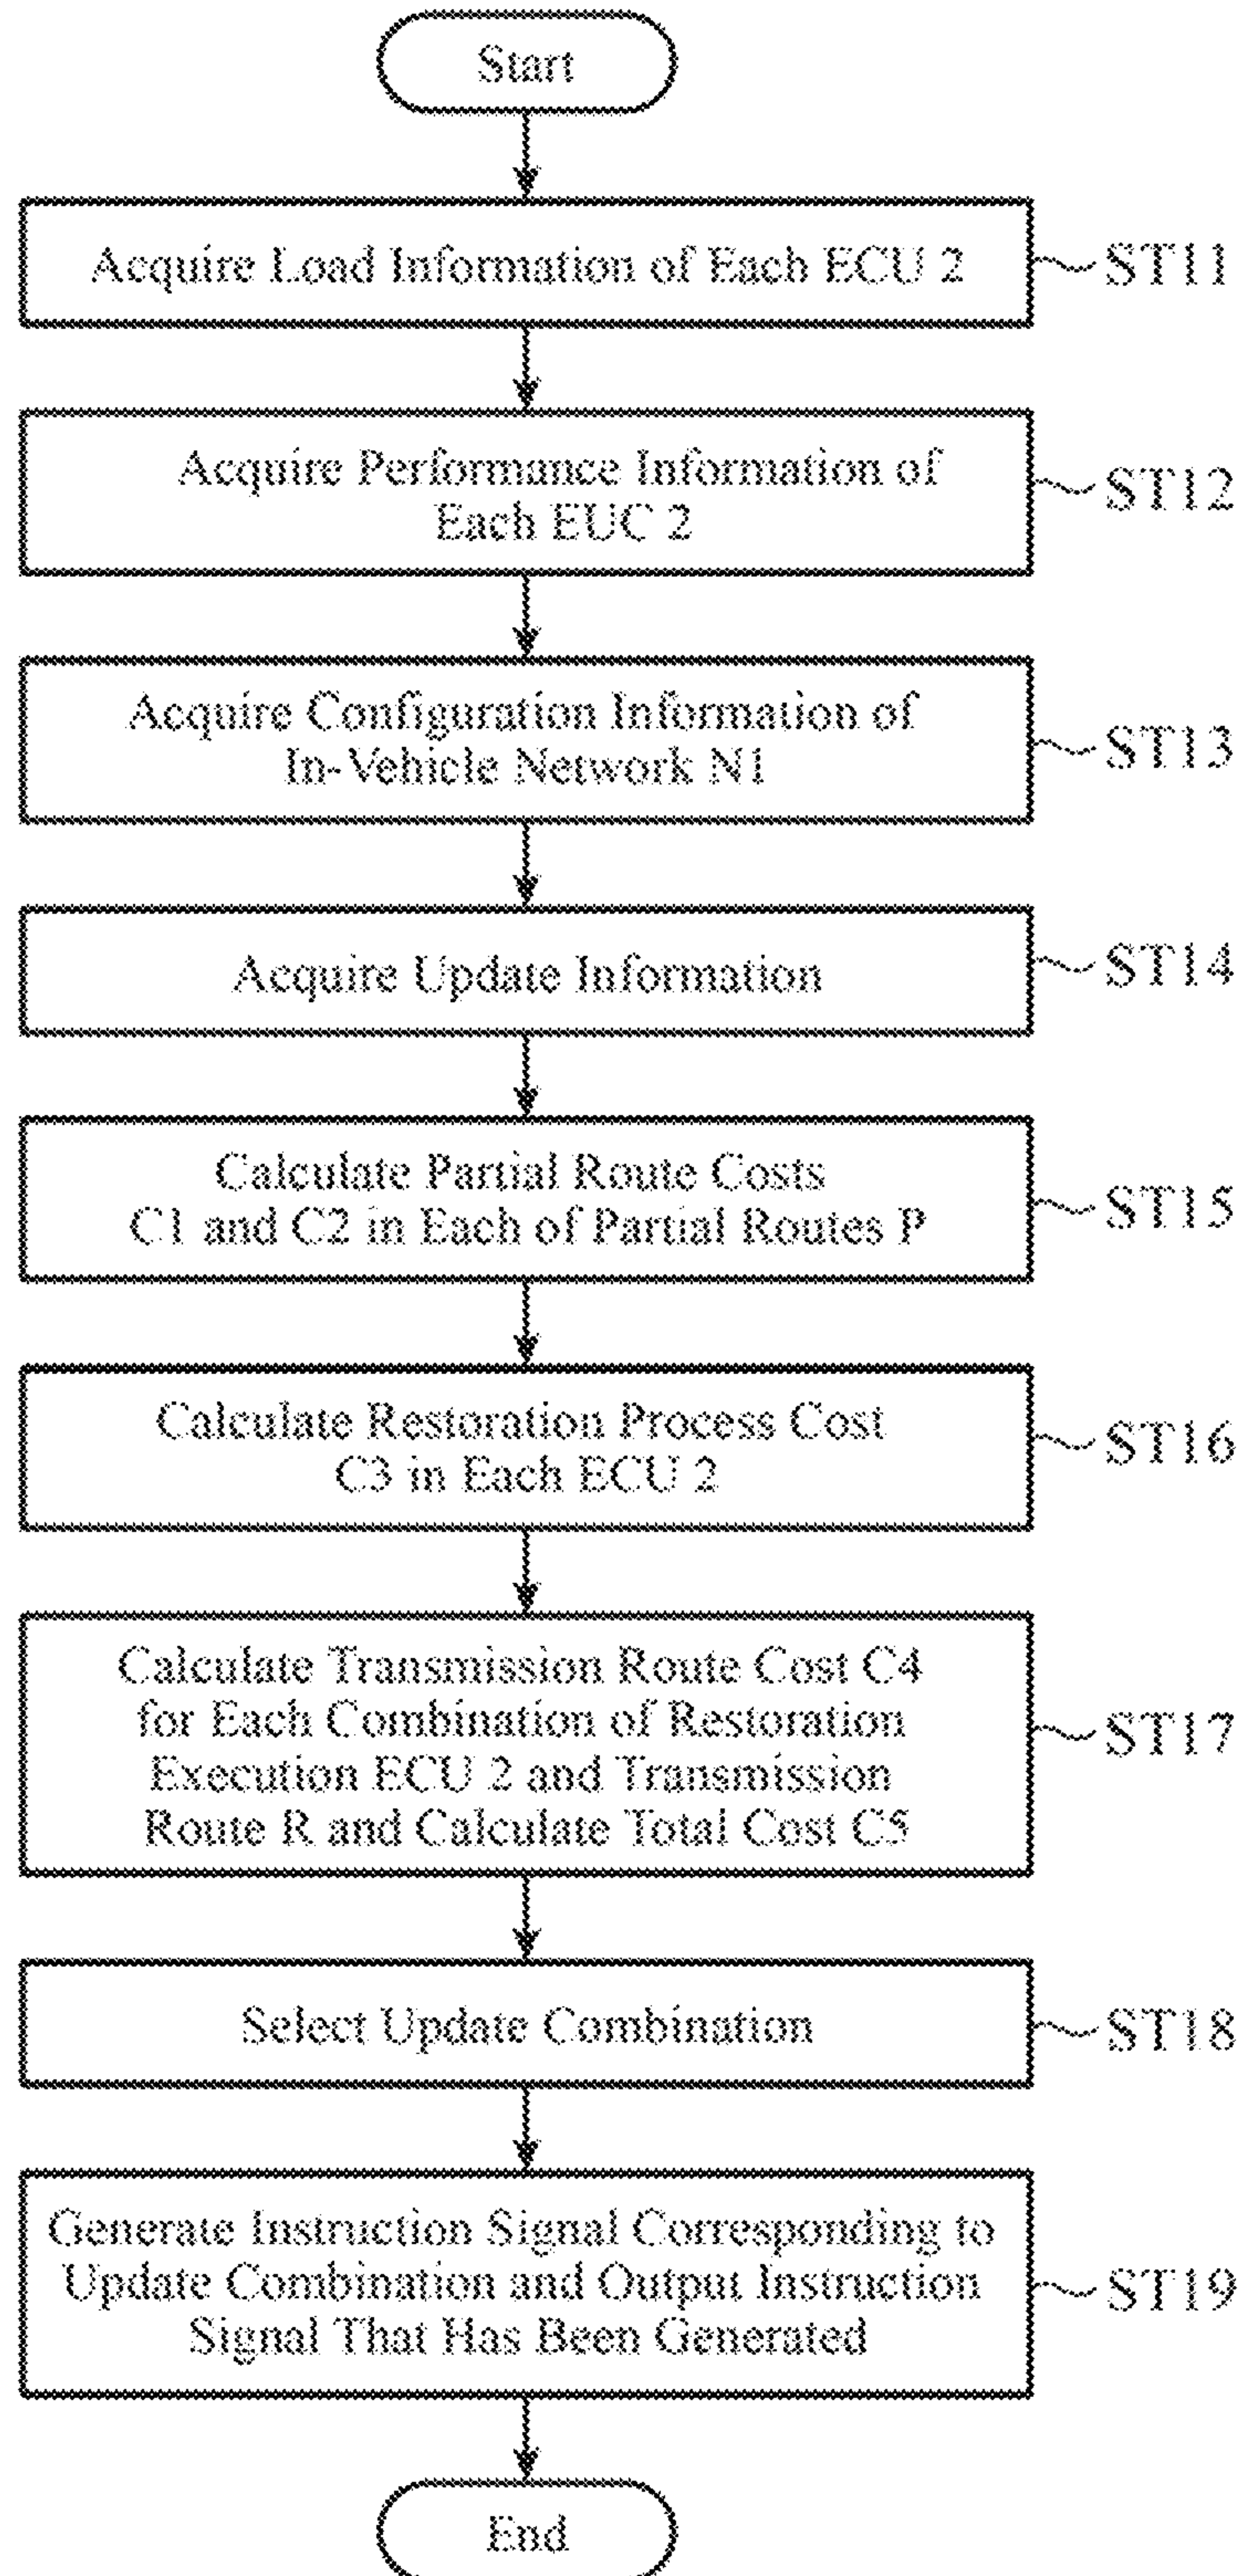 Start
Acquire Load Information of Each ECU 2
ST11
Acquire Performance Information of
Each EUC 2
ST12
Acquire Configuration Information of
In-Vehicle Network N1
ST13
Acquire Update Information
ST14
Calculate Partial Route Costs
C1 and C2 in Each of Partial Routes P
ST15
Calculate Restoration Process Cost
C3 in Each ECU 2
ST16
Calculate Transmission Route Cost C4
for Each Combination of Restoration
Execution ECU 2 and Transmission
Route R and Calculate Total Cost C5
ST17
Select Update Combination
ST18
Generate Instruction Signal Corresponding to
Update Combination and Output Instruction
Signal That Has Been Generated
ST19
End